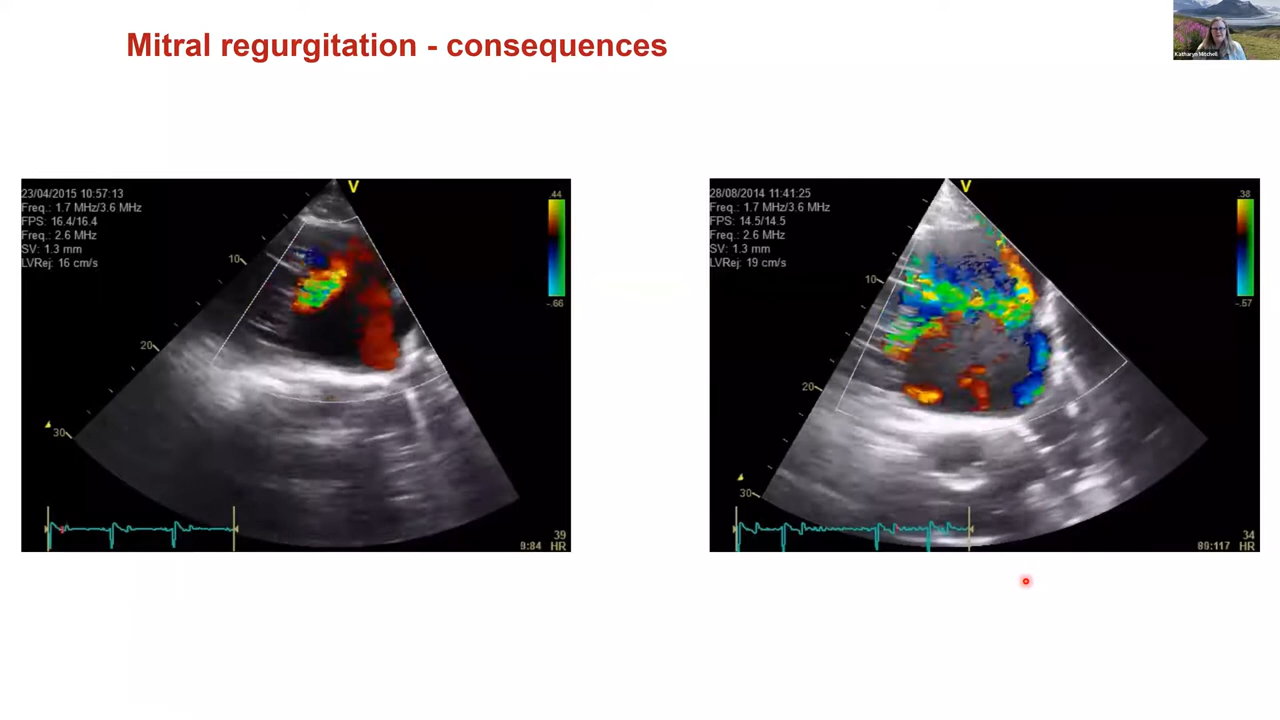 Mitral regurgitation - consequences
Katharyn Mitchell
23/04/2015 10:57:13
Freq.: 1.7 MHz/3.6 MHz
FPS: 16.4/16.4
Freq.: 2.6 MHz
SV: 1.3 mm
LVRej: 16 cm/s
V
.44
-.66
10
20
30
39
HR
28/08/2014 11:41:25
Freq.: 1.7 MHz/3.6 MHz
FPS: 14.5/14.5
Freq.: 2.6 MHz
SV: 1.3 mm
LVRej: 19 cm/s
V
.38
-.57
10
20
30
34
HR